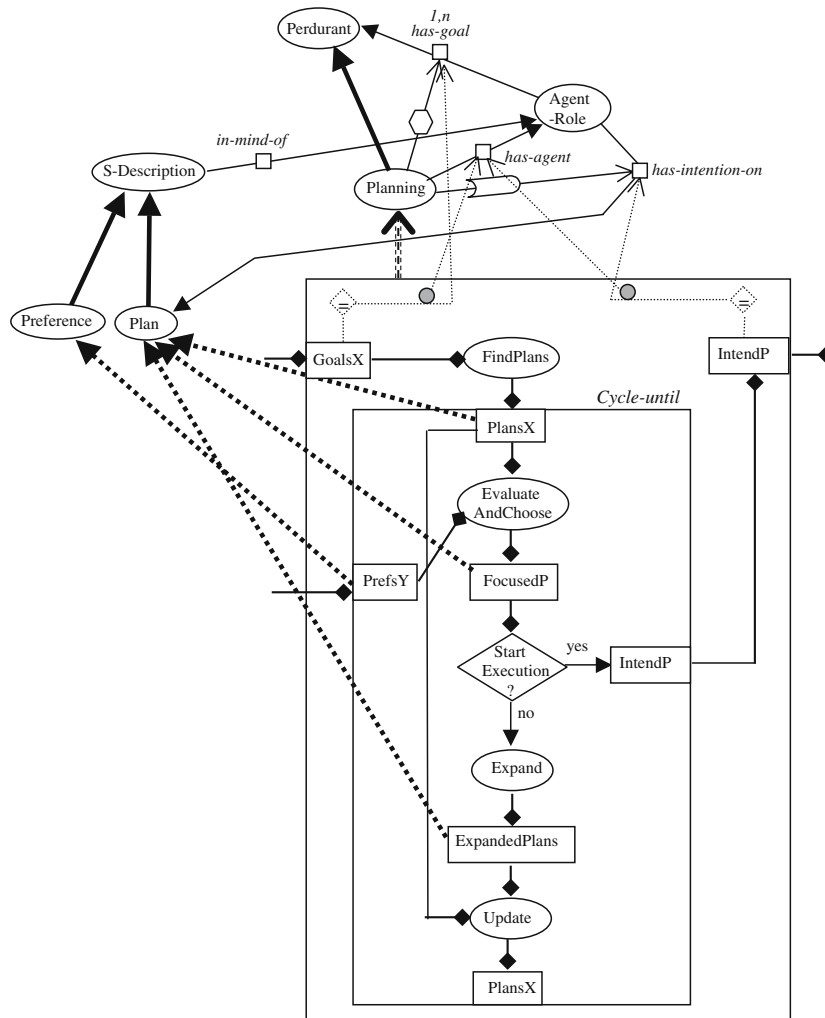 1,n
has-goal
Perdurant
Agent
-Role
in-mind-of
has-agent
S-Description
has-intention-on
Planning
=
=
Preference
Plan
GoalsX
FindPlans
IntendP
Cycle-until
PlansX
Evaluate
AndChoose
PrefsY
FocusedP
Start
Execution
?
yes
IntendP
no
Expand
ExpandedPlans
Update
PlansX